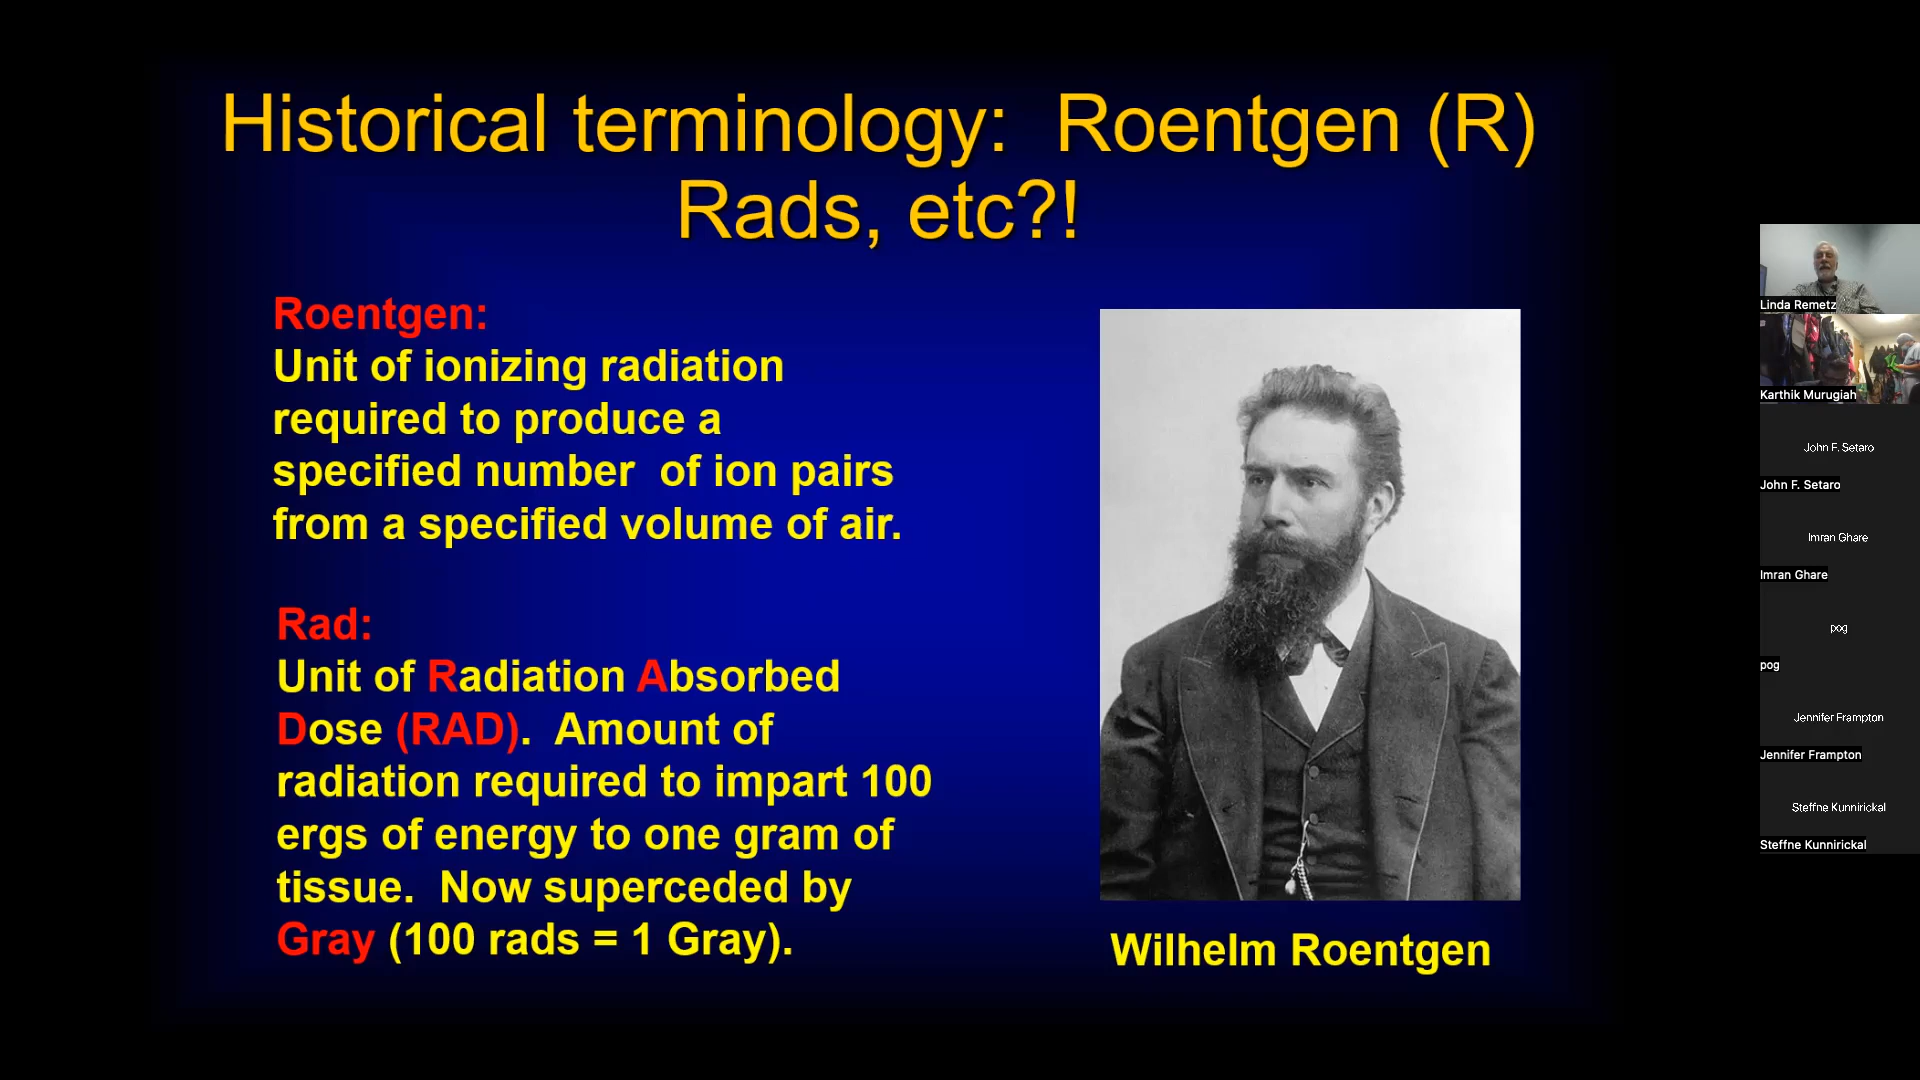 Historical terminology:  Roentgen (R)
Rads, etc?!
Roentgen:
Unit of ionizing radiation
required to produce a
specified number  of ion pairs
from a specified volume of air.
Rad:
Unit of Radiation Absorbed
Dose (RAD).  Amount of
radiation required to impart 100
ergs of energy to one gram of
tissue.  Now superceded by
Gray (100 rads = 1 Gray).
Wilhelm Roentgen
Linda Remetz
Karthik Murugiah
John F. Setaro
John F. Setaro
Imran Ghare
Imran Ghare
pog
pog
Jennifer Frampton
Jennifer Frampton
Steffne Kunnirickal
Steffne Kunnirickal